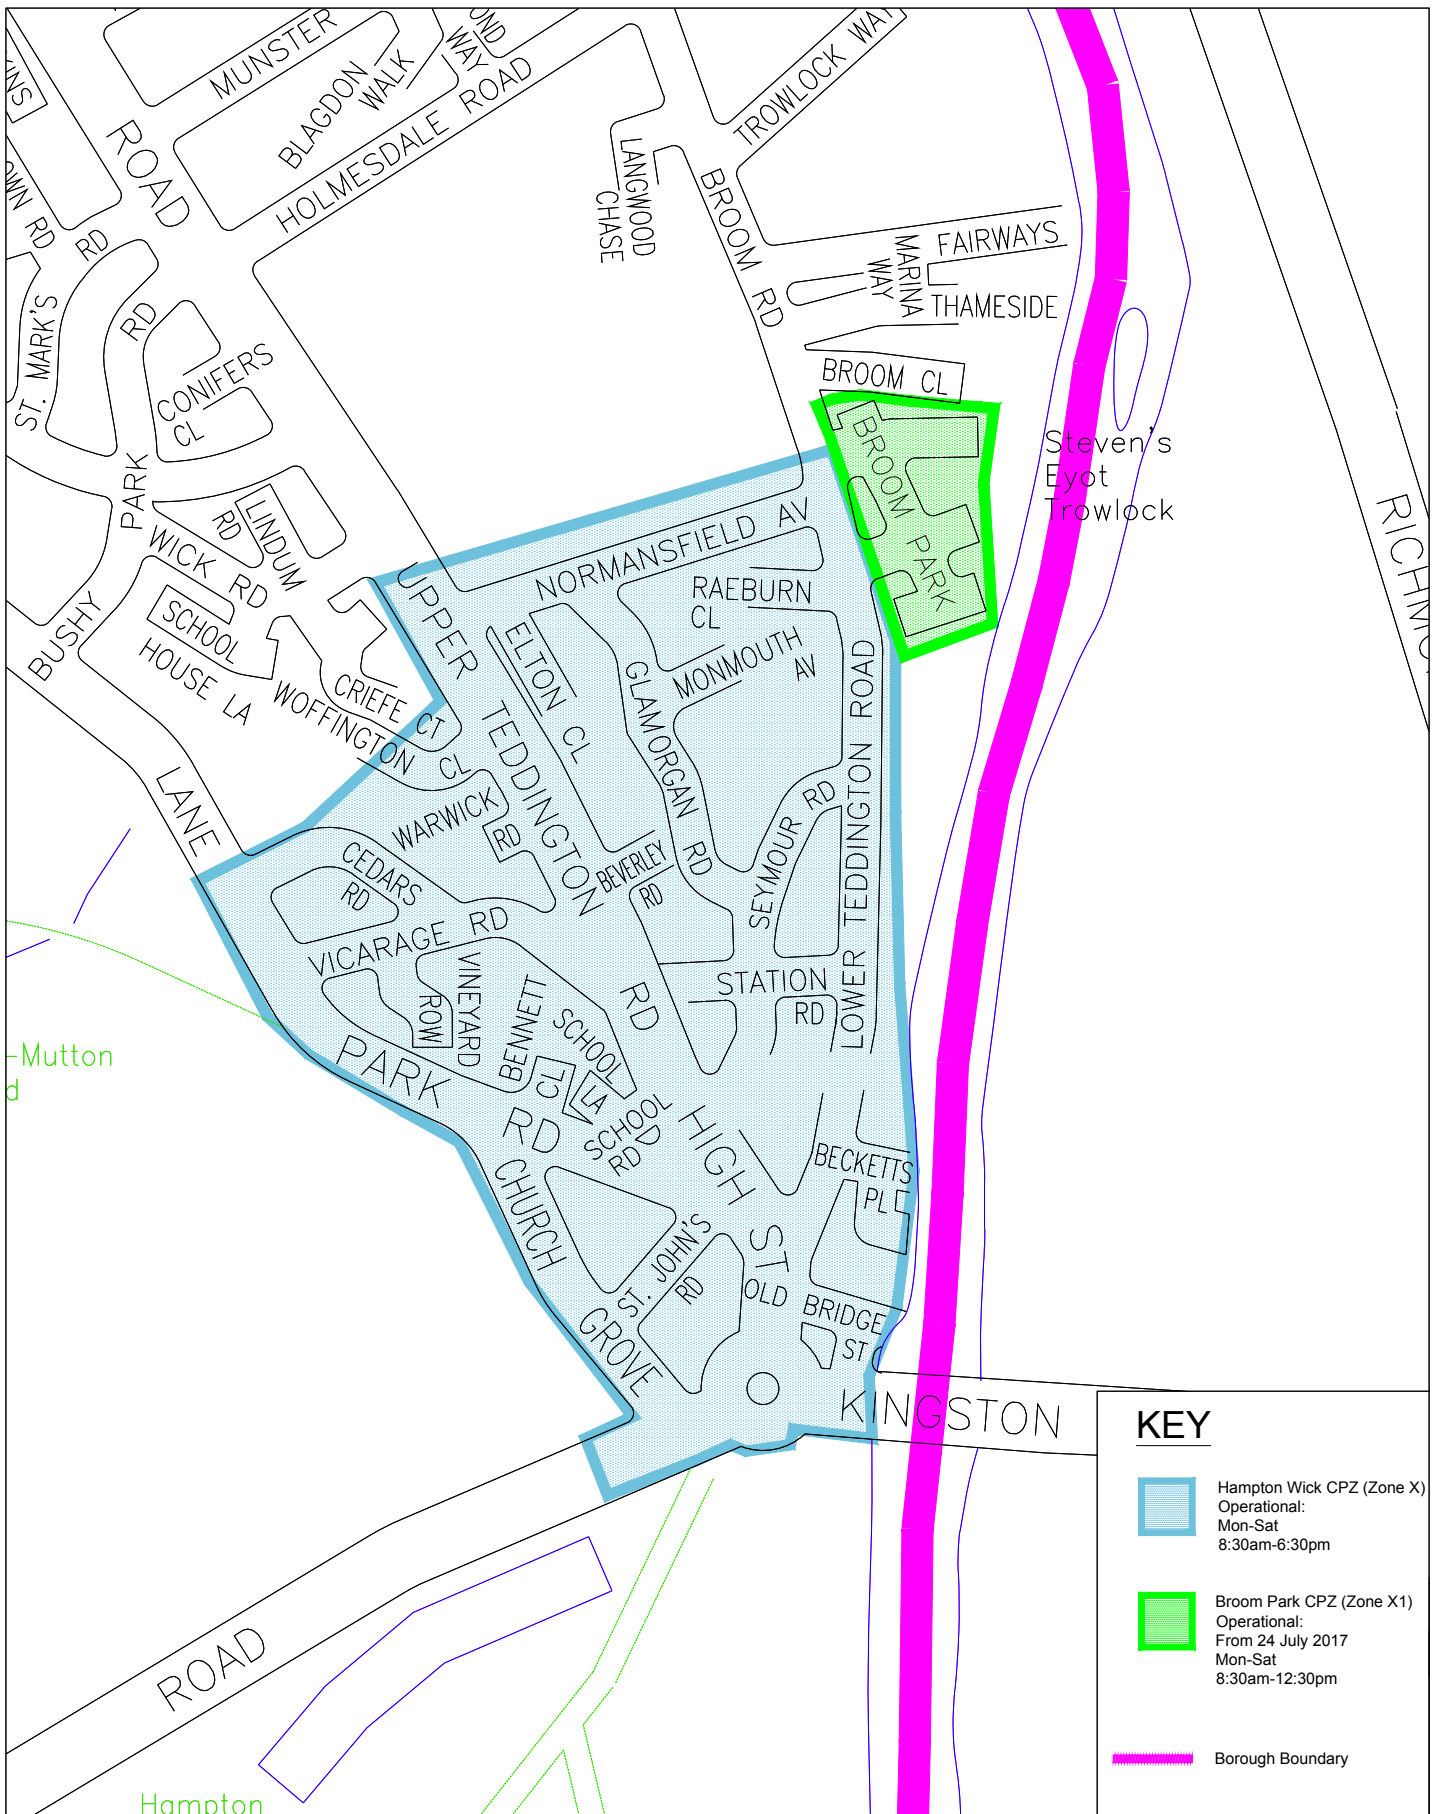 MUNSTER
BLAGDON
WALK
OND
WAY
HOLMESDALE ROAD
ROAD
TROWLOCK WAY
LANGWOOD
CHASE
BROOM RD
FAIRWAYS
MARINA
WAY
THAMESIDE
BROOM CL
OWN RD
RD
ST. MARK'S
RD
CONIFERS
CL
PARK
LINDUM
RD
WICK RD
BUSHY
SCHOOL
HOUSE LA
WOFFINGTON CL
CRIEFE CT
LANE
BROOM PARK
Steven's
Eyot
Trowlock
RICHMO
NORMANSFIELD AV
RAEBURN
CL
UPPER TEDDINGTON RD
ELTON CL
GLAMORGAN RD
MONMOUTH
AV
LOWER TEDDINGTON ROAD
SEYMOUR RD
WARWICK
RD
BEVERLEY
RD
CEDARS
RD
VICARAGE RD
VINEYARD
ROW
BENNETT
CL
SCHOOL
LA
STATION
RD
PARK RD
SCHOOL
RD
HIGH ST
BECKETTS
PL
CHURCH GROVE
ST. JOHN'S
RD
OLD BRIDGE
ST
KINGSTON
ROAD
-Mutton
d
Hampton
KEY
Hampton Wick CPZ (Zone X)
Operational:
Mon-Sat
8:30am-6:30pm
Broom Park CPZ (Zone X1)
Operational:
From 24 July 2017
Mon-Sat
8:30am-12:30pm
Borough Boundary